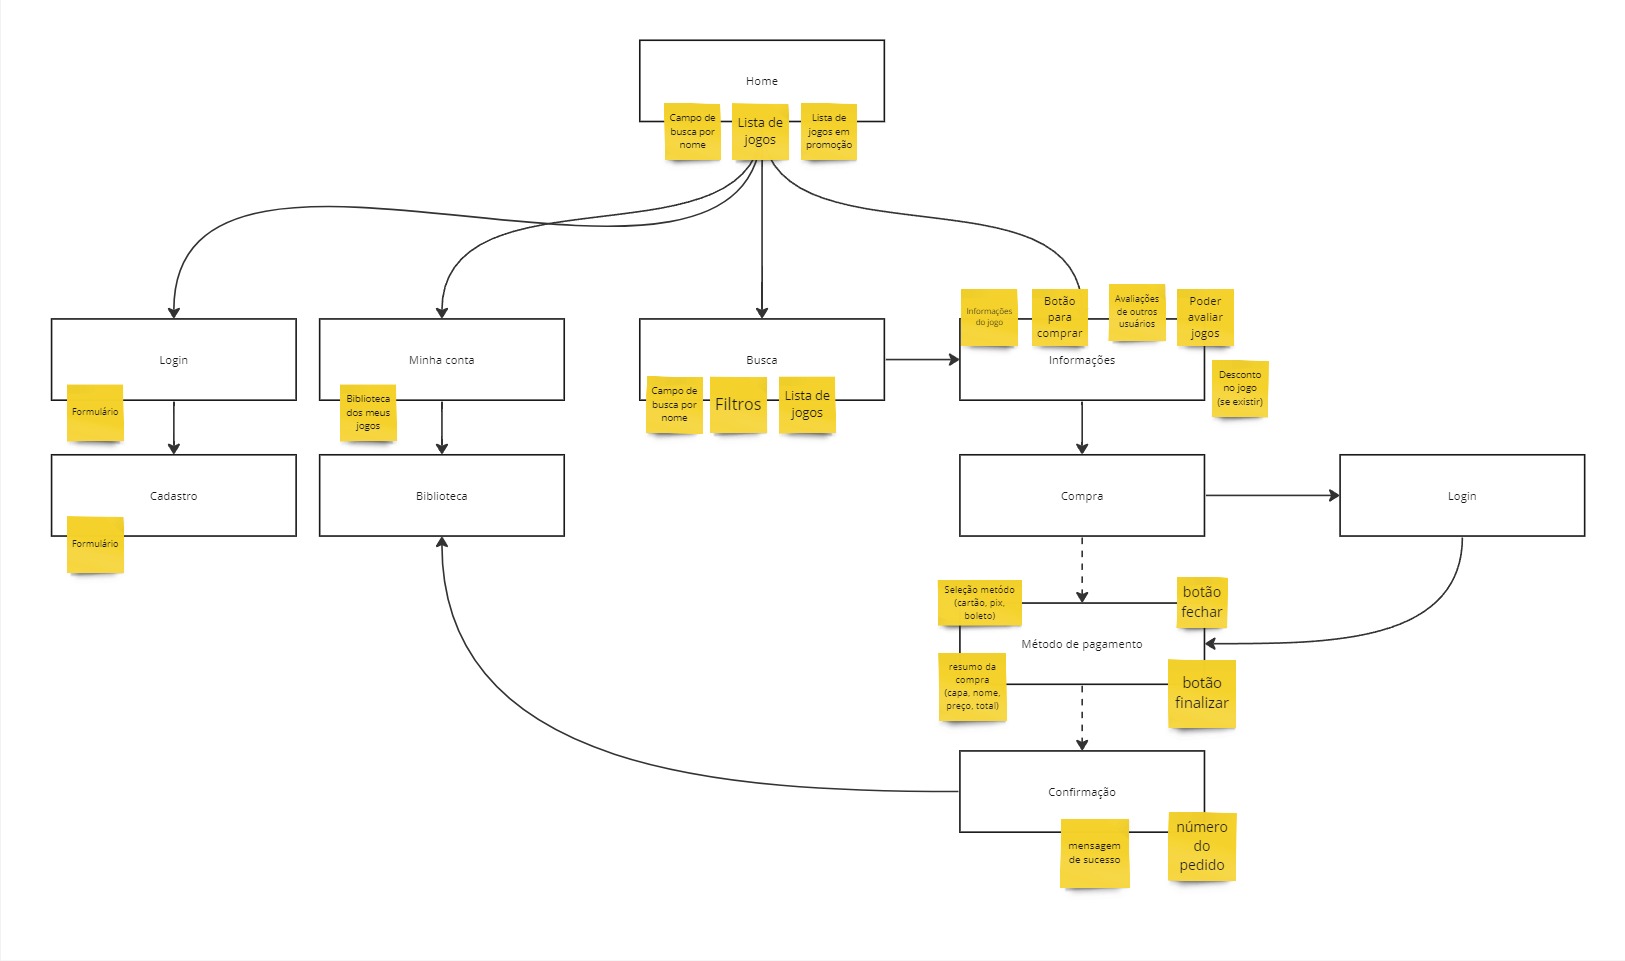 Home
Campo de
busca por
nome
Lista de
jogos
Lista de
jogos em
promoção
Login
Formulário
Minha conta
Biblioteca
dos meus
jogos
Busca
Campo de
busca por
nome
Filtros
Lista de
jogos
Informações
do jogo
Botão
para
comprar
Avaliações
de outros
usuários
Poder
avaliar
jogos
Informações
Desconto
no jogo
(se existir)
Cadastro
Formulário
Biblioteca
Compra
Login
Seleção metódo
(cartão, pix,
boleto)
botão
fechar
Método de pagamento
resumo da
compra
(capa, nome,
preço, total)
botão
finalizar
Confirmação
mensagem
de sucesso
número
do
pedido